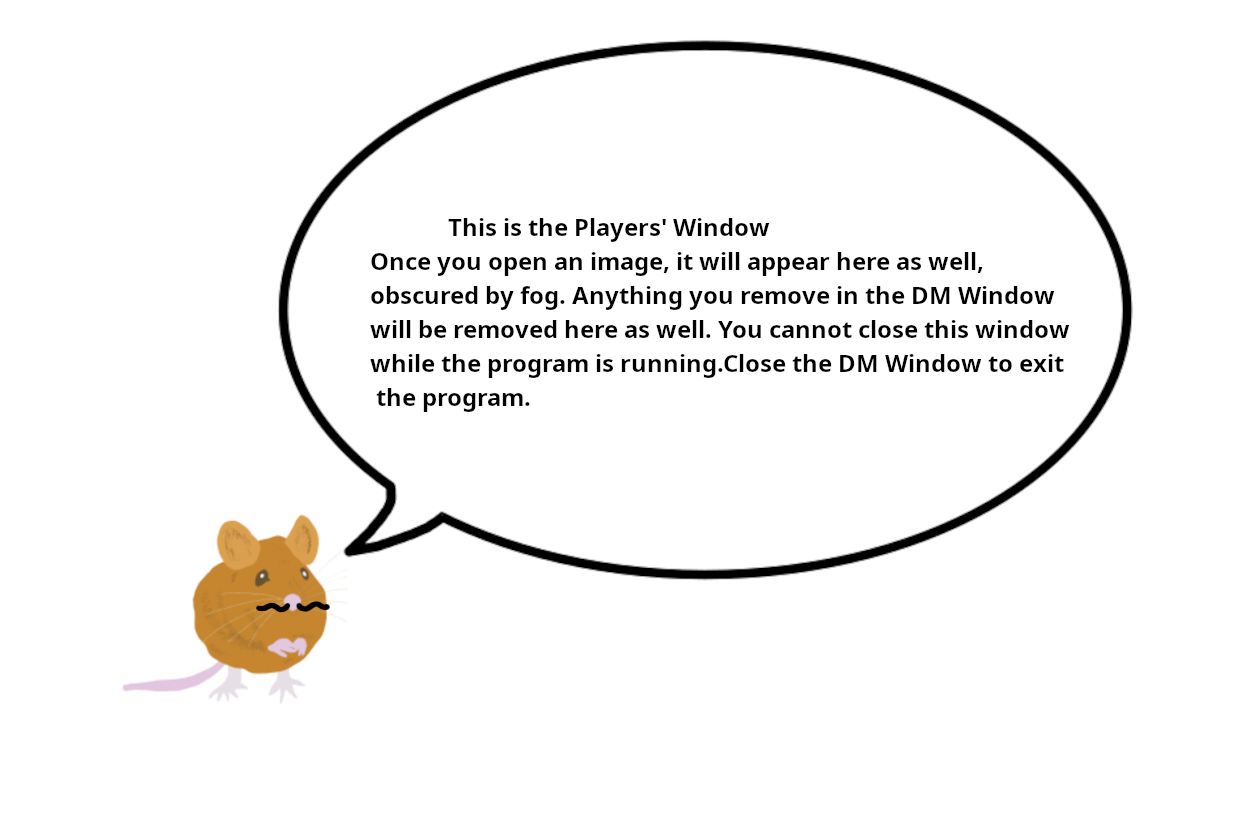 This is the Players' Window
Once you open an image, it will appear here as well,
obscured by fog. Anything you remove in the DM Window
will be removed here as well. You cannot close this window
while the program is running.Close the DM Window to exit
the program.